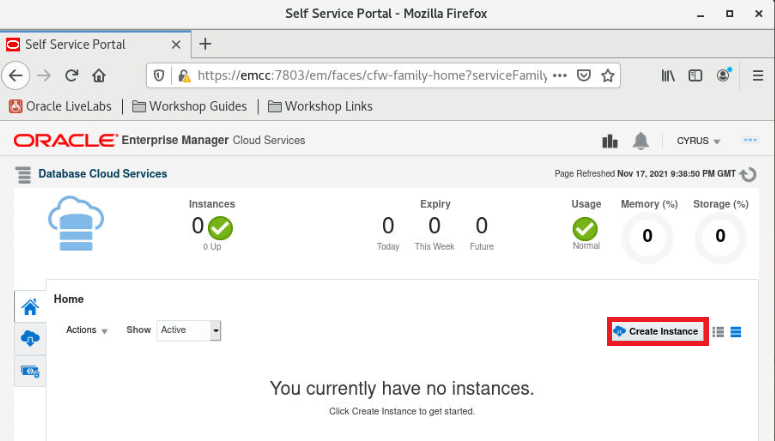 Self Service Portal - Mozilla Firefox
Self Service Portal
https://emcc:7803/em/faces/cfw-family-home?serviceFamily
Oracle LiveLabs Workshop Guides Workshop Links
ORACLE Enterprise Manager Cloud Services CYRUS
Database Cloud Services Page Refreshed Nov 17, 2021 9:38:50 PM GMT
Instances Expiry Usage Memory (%) Storage (%)
0 0 0 0 0 0
0 Up Today This Week Future Normal
Home
Actions Show Active Create Instance
You currently have no instances.
Click Create Instance to get started.